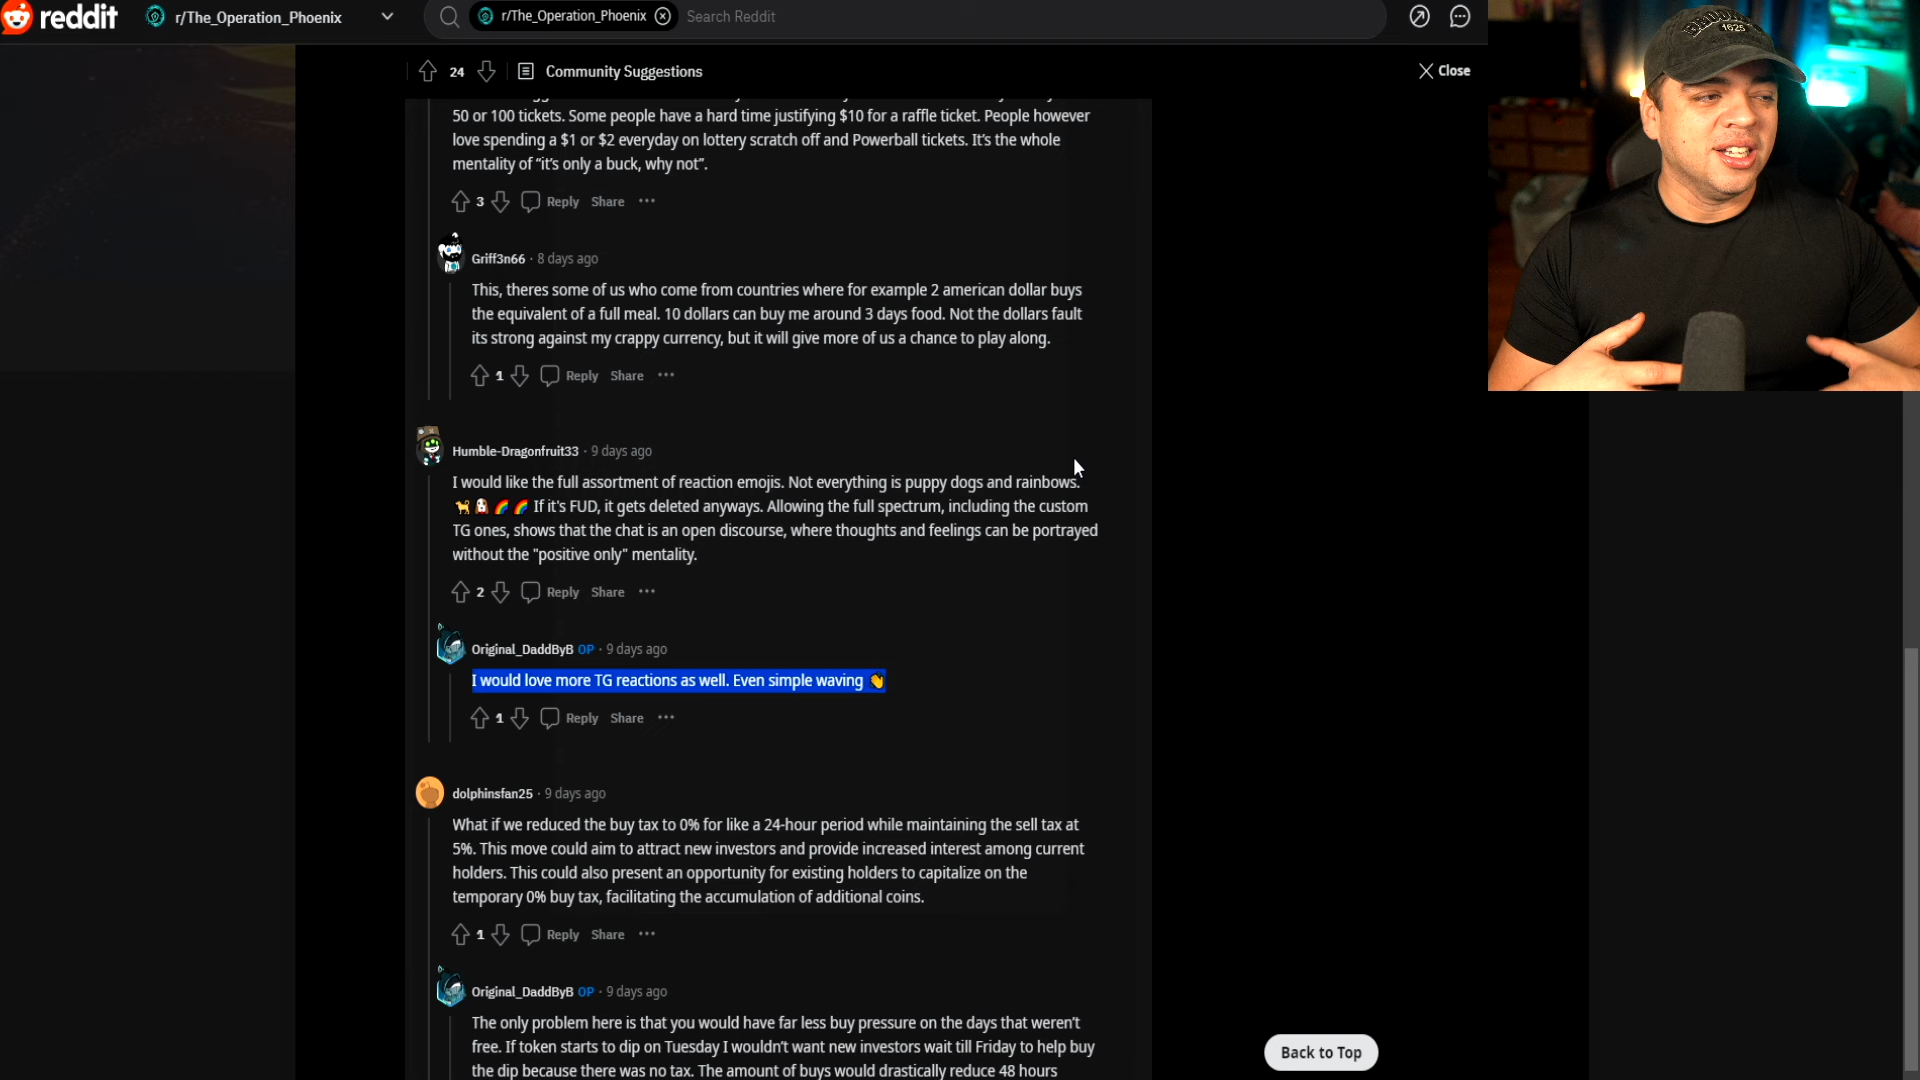 reddit
r/The_Operation_Phoenix
r/The_Operation_Phoenix
Search Reddit
24
Community Suggestions
Close
50 or 100 tickets. Some people have a hard time justifying $10 for a raffle ticket. People however
love spending a $1 or $2 everyday on lottery scratch off and Powerball tickets. It's the whole
mentality of “it's only a buck, why not”.
3 Reply Share
Griff3n66 · 8 days ago
This, theres some of us who come from countries where for example 2 american dollar buys
the equivalent of a full meal. 10 dollars can buy me around 3 days food. Not the dollars fault
its strong against my crappy currency, but it will give more of us a chance to play along.
1 Reply Share
Humble-Dragonfruit33 · 9 days ago
I would like the full assortment of reaction emojis. Not everything is puppy dogs and rainbows.
🐕🐶🌈🌈 If it's FUD, it gets deleted anyways. Allowing the full spectrum, including the custom
TG ones, shows that the chat is an open discourse, where thoughts and feelings can be portrayed
without the "positive only" mentality.
2 Reply Share
Original_DaddByB OP · 9 days ago
I would love more TG reactions as well. Even simple waving 👋
1 Reply Share
dolphinsfan25 · 9 days ago
What if we reduced the buy tax to 0% for like a 24-hour period while maintaining the sell tax at
5%. This move could aim to attract new investors and provide increased interest among current
holders. This could also present an opportunity for existing holders to capitalize on the
temporary 0% buy tax, facilitating the accumulation of additional coins.
1 Reply Share
Original_DaddByB OP · 9 days ago
The only problem here is that you would have far less buy pressure on the days that weren't
free. If token starts to dip on Tuesday I wouldn't want new investors wait till Friday to help buy
the dip because there was no tax. The amount of buys would drastically reduce 48 hours
Back to Top
1625